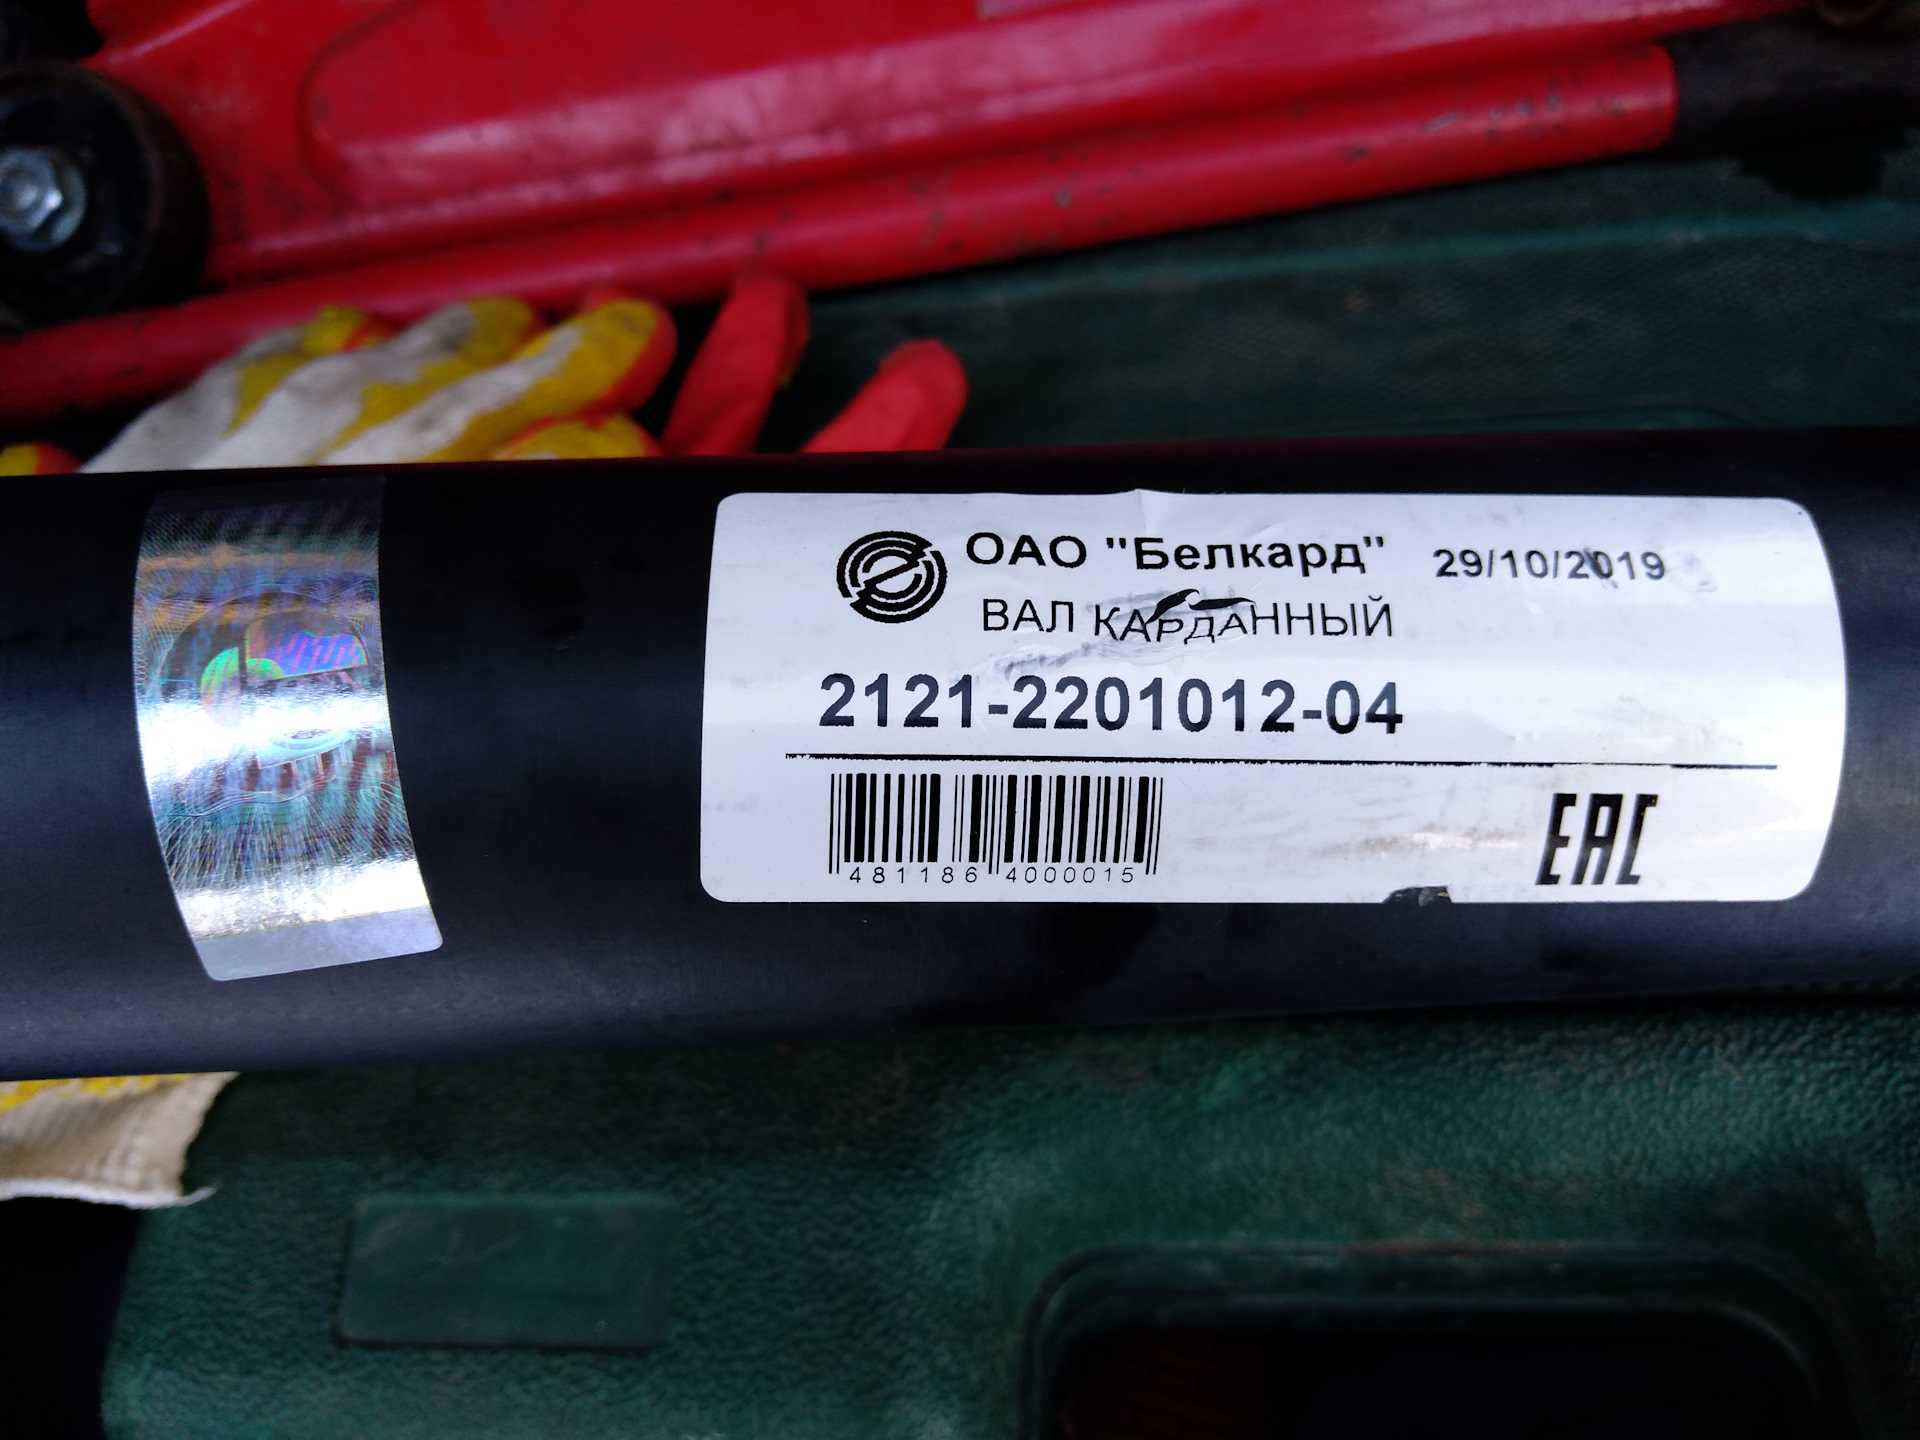 ОАО "Белкард" 29/10/2019
ВАЛ КАРДАННЫЙ
2121-2201012-04
481186 4000015
EAC